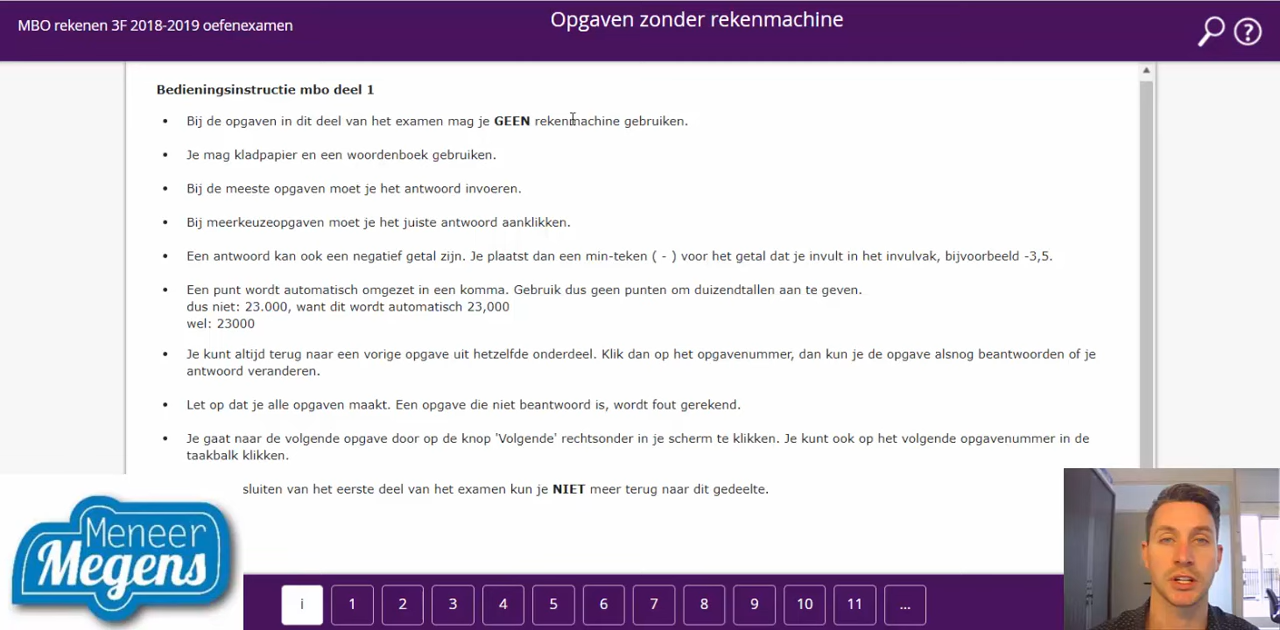 MBO rekenen 3F 2018-2019 oefenexamen
Opgaven zonder rekenmachine
Bedieningsinstructie mbo deel 1
• Bij de opgaven in dit deel van het examen mag je GEEN rekenmachine gebruiken.
• Je mag kladpapier en een woordenboek gebruiken.
• Bij de meeste opgaven moet je het antwoord invoeren.
• Bij meerkeuzeopgaven moet je het juiste antwoord aanklikken.
• Een antwoord kan ook een negatief getal zijn. Je plaatst dan een min-teken ( - ) voor het getal dat je invult in het invulvak, bijvoorbeeld -3,5.
• Een punt wordt automatisch omgezet in een komma. Gebruik dus geen punten om duizendtallen aan te geven.
dus niet: 23.000, want dit wordt automatisch 23,000
wel: 23000
• Je kunt altijd terug naar een vorige opgave uit hetzelfde onderdeel. Klik dan op het opgavenummer, dan kun je de opgave alsnog beantwoorden of je
antwoord veranderen.
• Let op dat je alle opgaven maakt. Een opgave die niet beantwoord is, wordt fout gerekend.
• Je gaat naar de volgende opgave door op de knop 'Volgende' rechtsonder in je scherm te klikken. Je kunt ook op het volgende opgavenummer in de
taakbalk klikken.
sluiten van het eerste deel van het examen kun je NIET meer terug naar dit gedeelte.
Meneer
Megens
i 1 2 3 4 5 6 7 8 9 10 11 ...